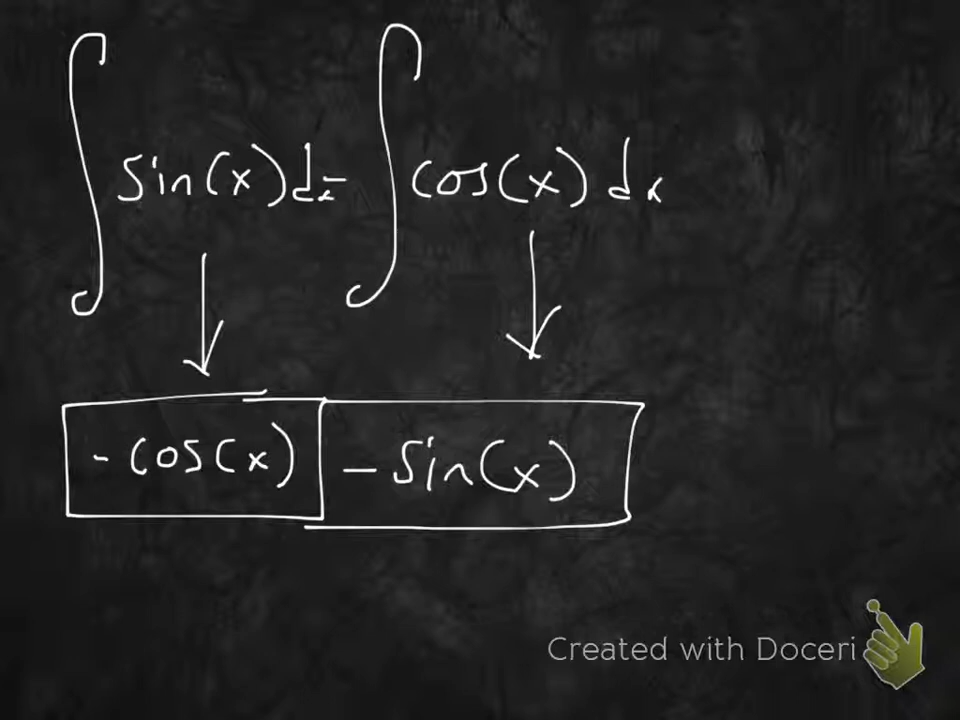 ∫ sin(x)dx - ∫ cos(x) dx
- cos(x) - sin(x)
Created with Doceri